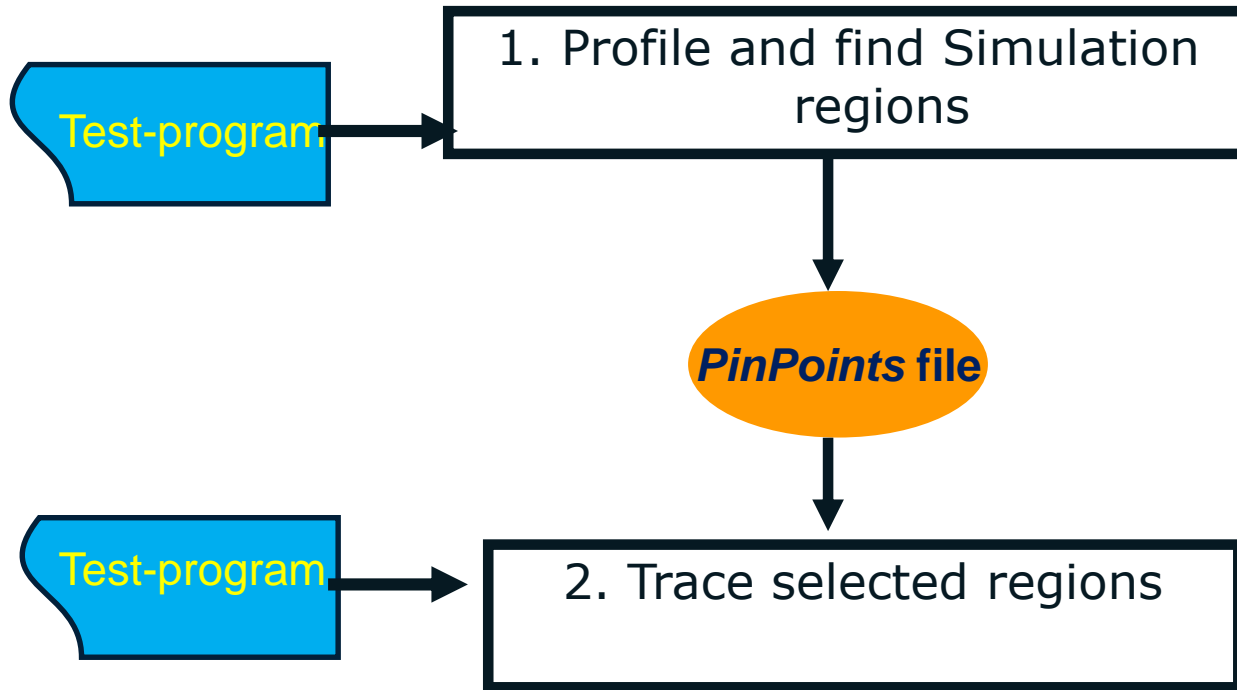 1. Profile and find Simulation
regions
Test-program
PinPoints file
Test-program
2. Trace selected regions